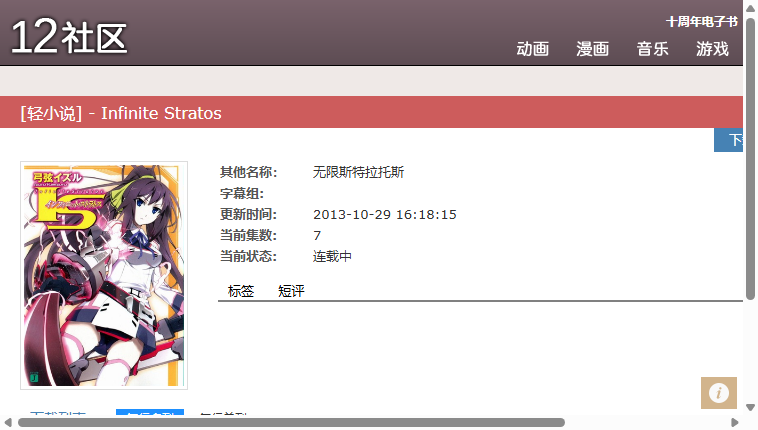 12社区
十周年电子书
动画 漫画 音乐 游戏
[轻小说] - Infinite Stratos
弓弦イズル
其他名称： 无限斯特拉托斯
字幕组：
更新时间： 2013-10-29 16:18:15
当前集数： 7
当前状态： 连载中
标签 短评